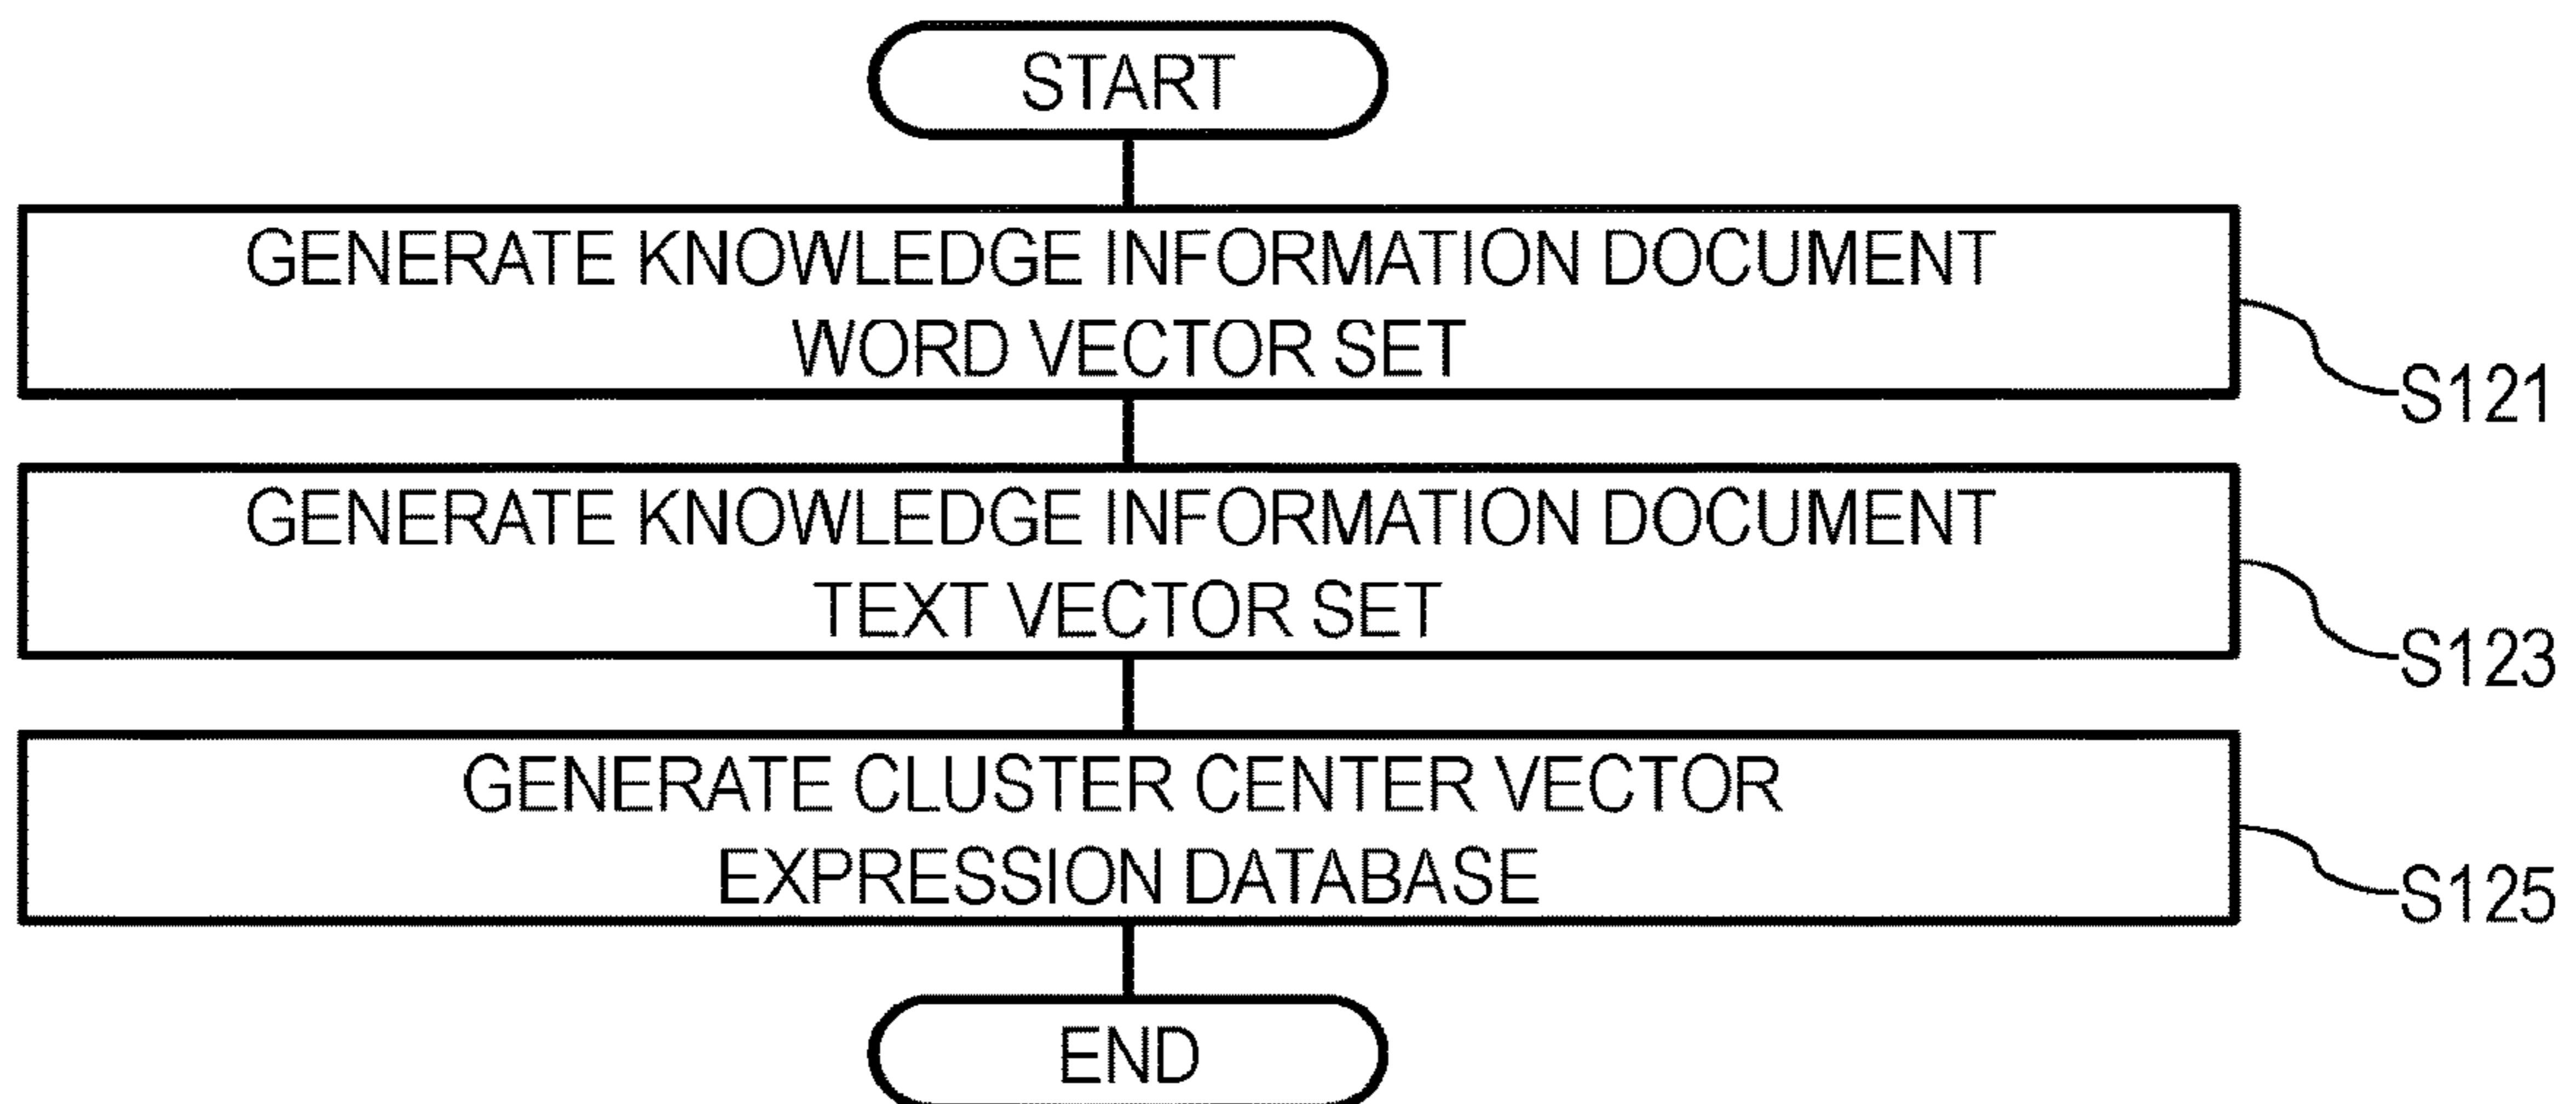 START
GENERATE KNOWLEDGE INFORMATION DOCUMENT
WORD VECTOR SET
S121
GENERATE KNOWLEDGE INFORMATION DOCUMENT
TEXT VECTOR SET
S123
GENERATE CLUSTER CENTER VECTOR
EXPRESSION DATABASE
S125
END